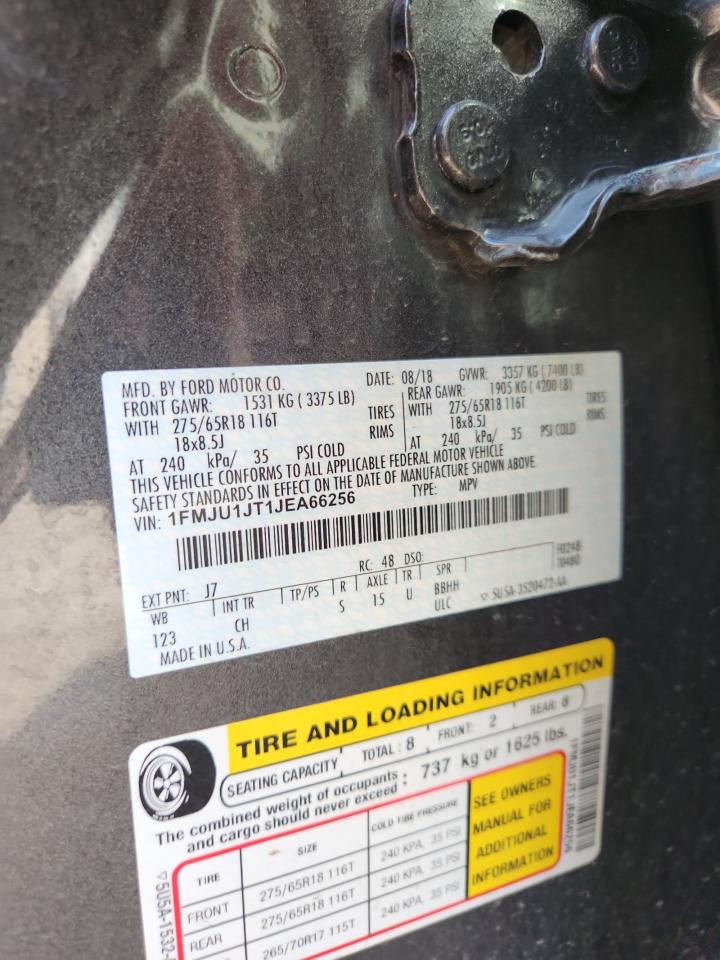 MFD. BY FORD MOTOR CO.
DATE: 08/18 GVWR: 3357 KG ( 7400 LB)
FRONT GAWR: 1531 KG ( 3375 LB)
REAR GAWR: 1905 KG ( 4200 LB)
WITH 275/65R18 116T TIRES
WITH 275/65R18 116T TIRES
18x8.5J RIMS
18x8.5J RIMS
AT 240 kPa/ 35 PSI COLD
AT 240 kPa/ 35 PSI COLD
THIS VEHICLE CONFORMS TO ALL APPLICABLE FEDERAL MOTOR VEHICLE
SAFETY STANDARDS IN EFFECT ON THE DATE OF MANUFACTURE SHOWN ABOVE.
VIN: 1FMJU1JT1JEA66256 TYPE: MPV
EXT PNT: J7 RC: 48 DSO:
WB INT TR TP/PS R AXLE TR SPR
123 CH S 15 U BBHH
ULC
MADE IN U.S.A.
5U5A-3520472-AA
TIRE AND LOADING INFORMATION
SEATING CAPACITY TOTAL: 8 FRONT: 2 REAR: 6
The combined weight of occupants
and cargo should never exceed : 737 kg or 1625 lbs.
TIRE SIZE COLD TIRE PRESSURE
FRONT 275/65R18 116T 240 KPA, 35 PSI
REAR 275/65R18 116T 240 KPA, 35 PSI
265/70R17 115T 240 KPA, 35 PSI
SEE OWNERS
MANUAL FOR
ADDITIONAL
INFORMATION
1FMJU1JT1JEA66256
5U5A-1532-